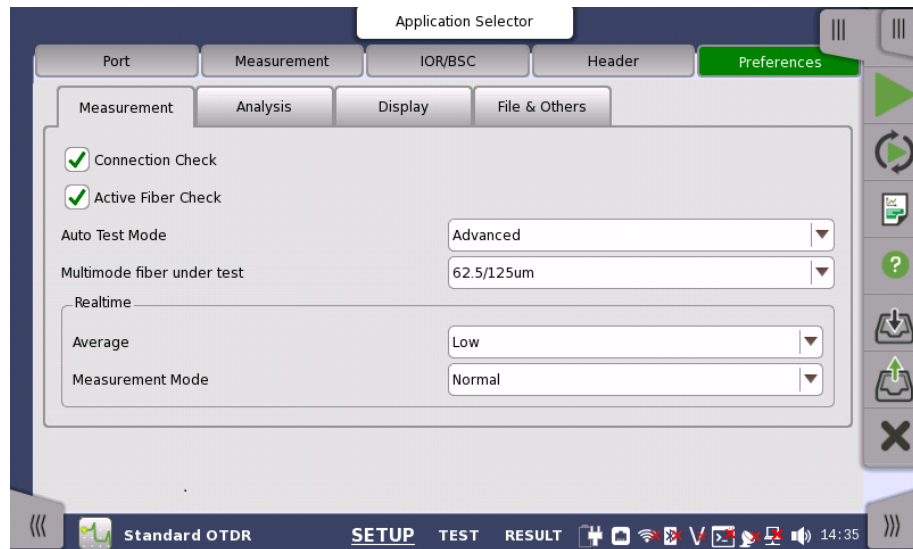 Application Selector
Port Measurement IOR/BSC Header Preferences
Measurement Analysis Display File & Others
Connection Check
Active Fiber Check
Auto Test Mode Advanced
Multimode fiber under test 62.5/125um
Realtime
Average Low
Measurement Mode Normal
Standard OTDR SETUP TEST RESULT 14:35